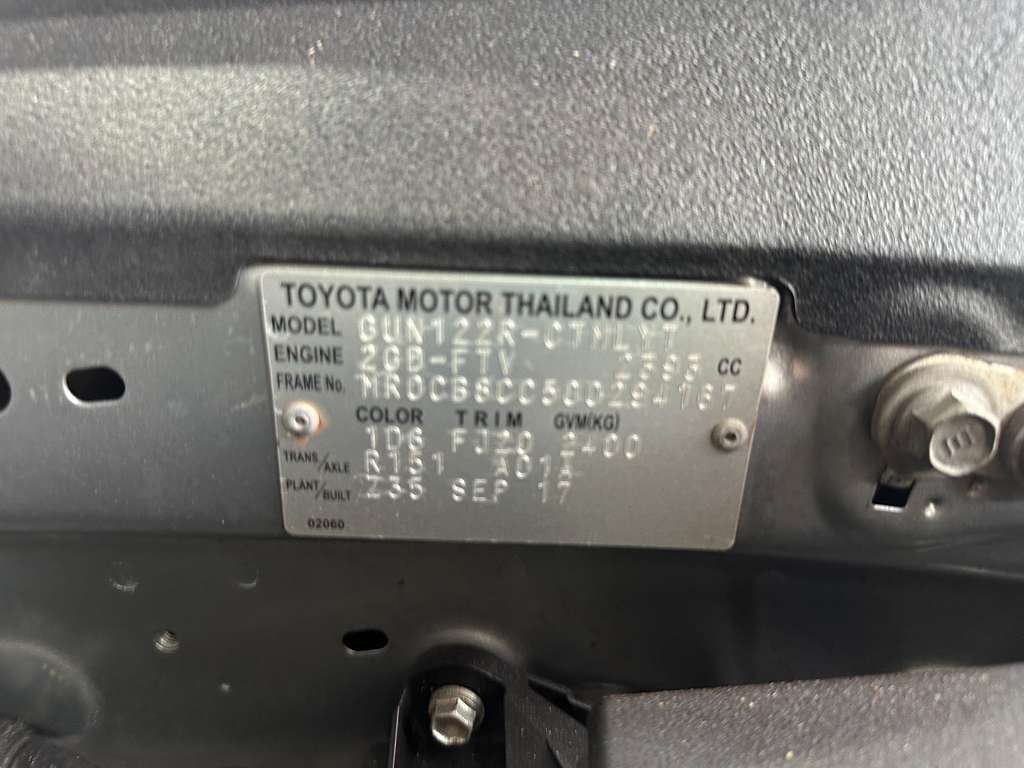 TOYOTA MOTOR THAILAND CO., LTD.
MODEL GUN122R-CTMLYT
ENGINE 2GD-FTV 2393 CC
FRAME No.
COLOR TRIM GVM(KG)
1D6 FJ20 2400
TRANS/AXLE R151 A01A
PLANT/BUILT Z35 SEP 17
02060
E